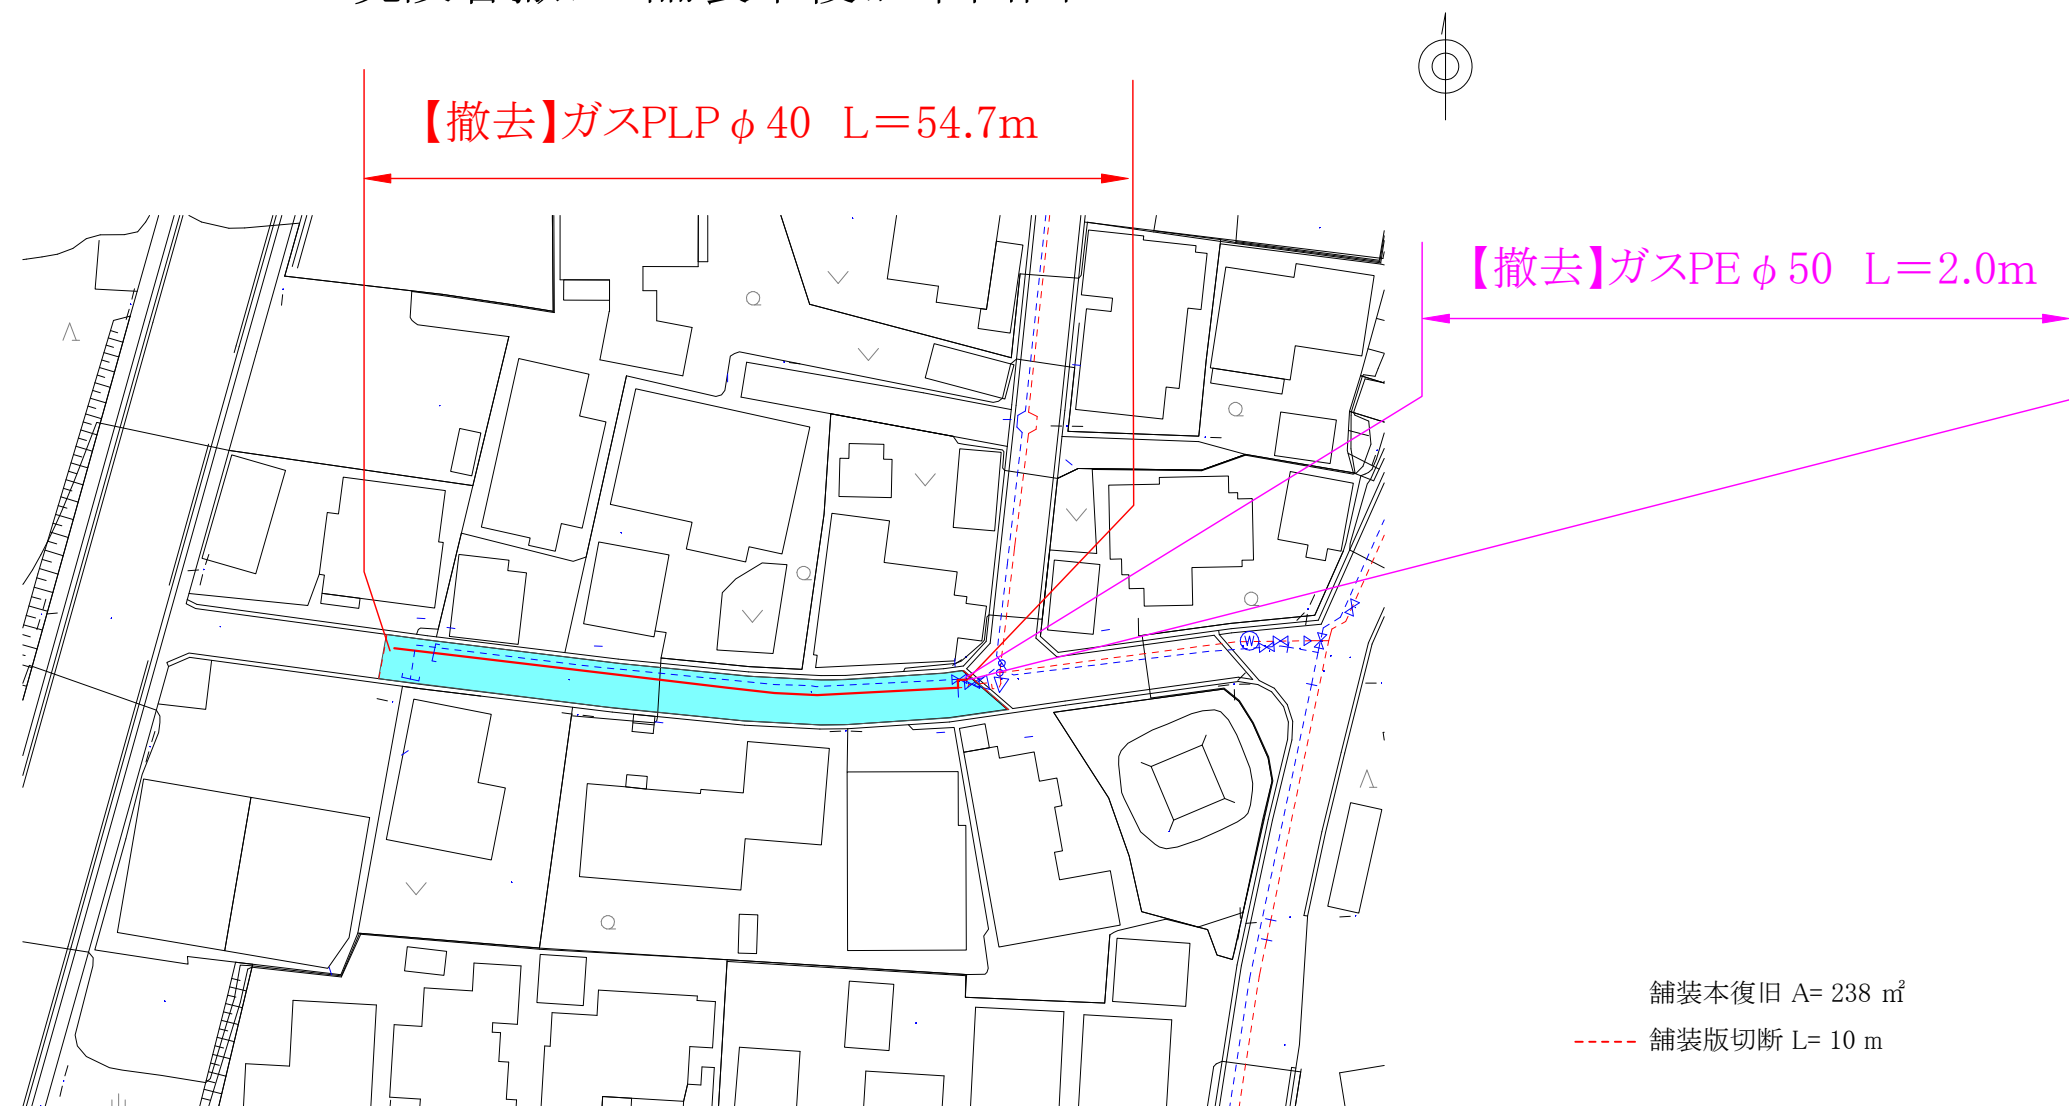 【撤去】ガスPLPφ40 L=54.7m
【撤去】ガスPEφ50 L=2.0m
W
舗装本復旧 A= 238 ㎡
舗装版切断 L= 10 m